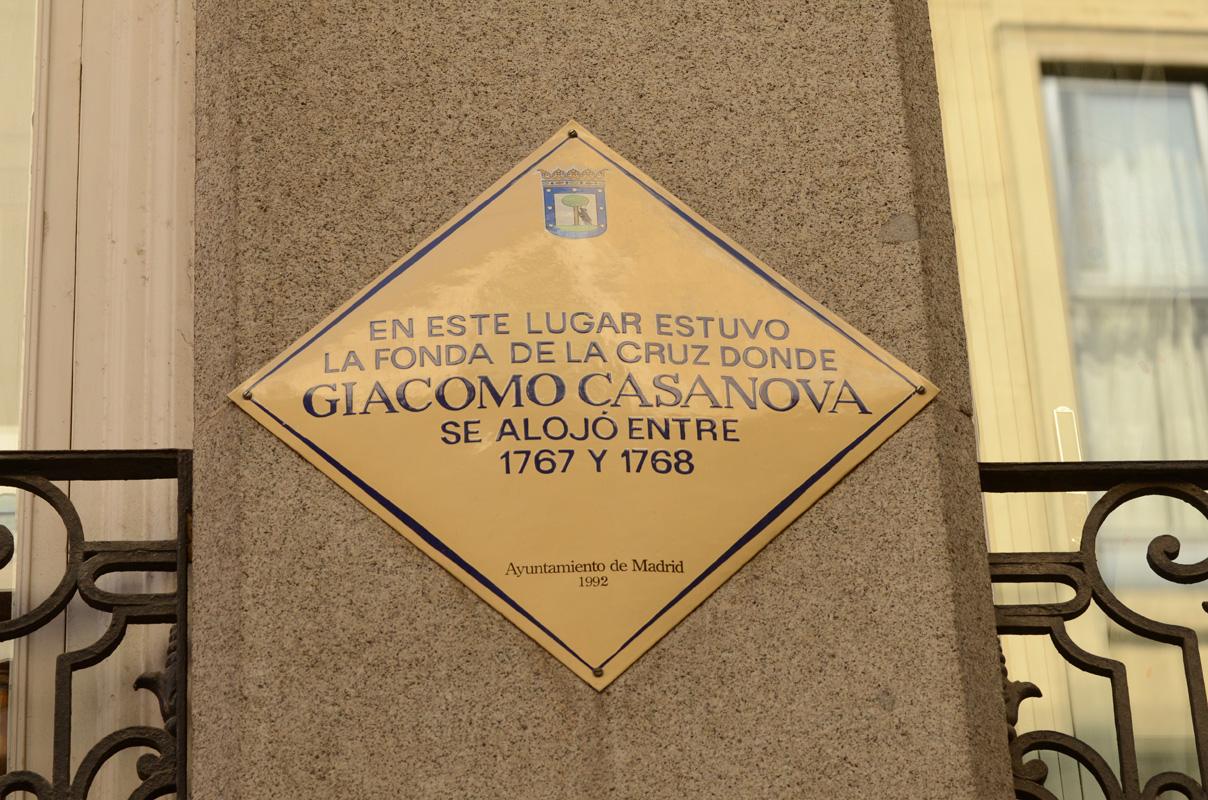 EN ESTE LUGAR ESTUVO
LA FONDA DE LA CRUZ DONDE
GIACOMO CASANOVA
SE ALOJÓ ENTRE
1767 Y 1768
Ayuntamiento de Madrid
1992